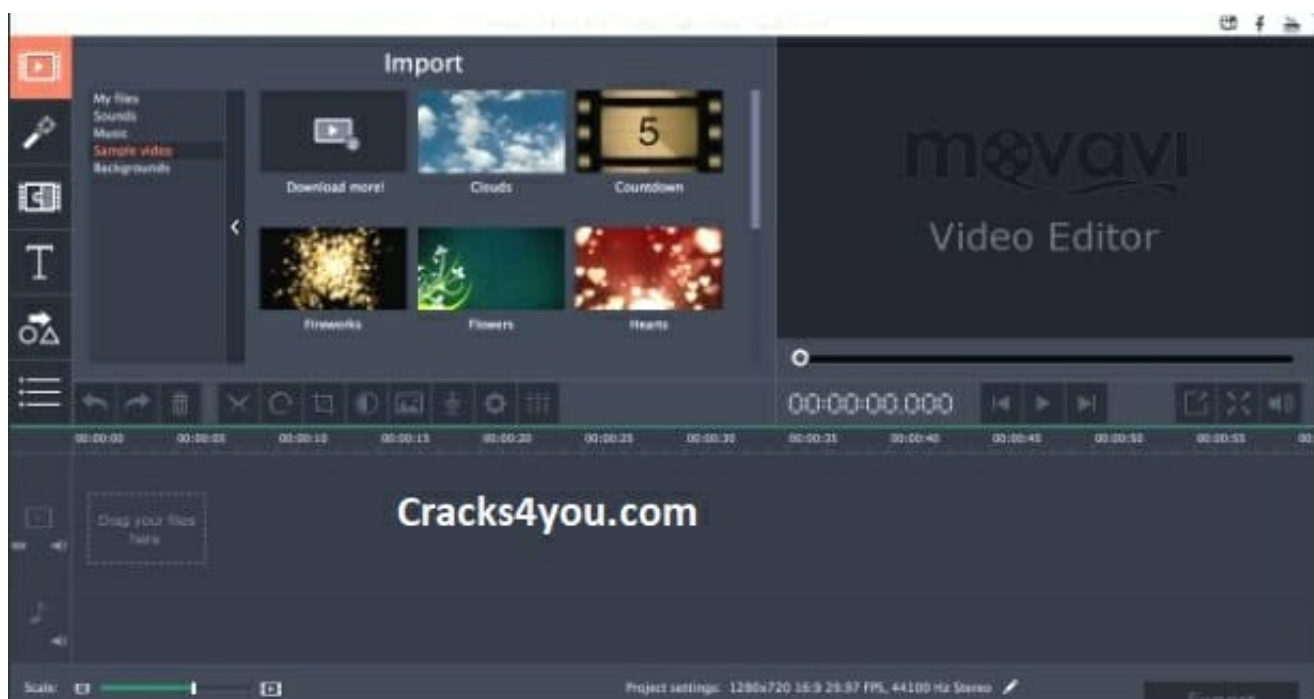 Import
My files
Sounds
Music
Sample video
Backgrounds
Download more!
Clouds
5
Countdown
Fireworks
Flowers
Hearts
movavi
Video Editor
T
00:00:00.000
00:00:00 00:00:05 00:00:10 00:00:15 00:00:20 00:00:25 00:00:30 00:00:35 00:00:40 00:00:45 00:00:50 00:00:55
Drag your files
here
Cracks4you.com
Scale:
Project settings: 1280x720 16:9 29.97 FPS, 44100 Hz Stereo
Export